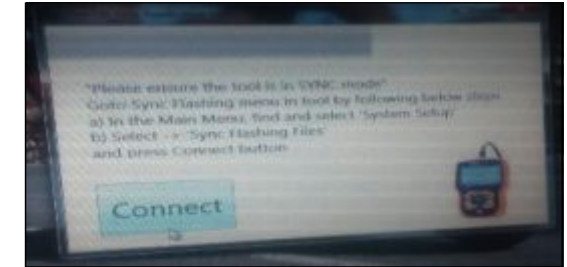 "Please ensure the tool is in SYNC mode"
Goto Sync Flashing menu in tool by following below steps
a) In the Main Menu, find and select 'System Setup'
b) Select -> 'Sync Flashing Files'
and press Connect button
Connect